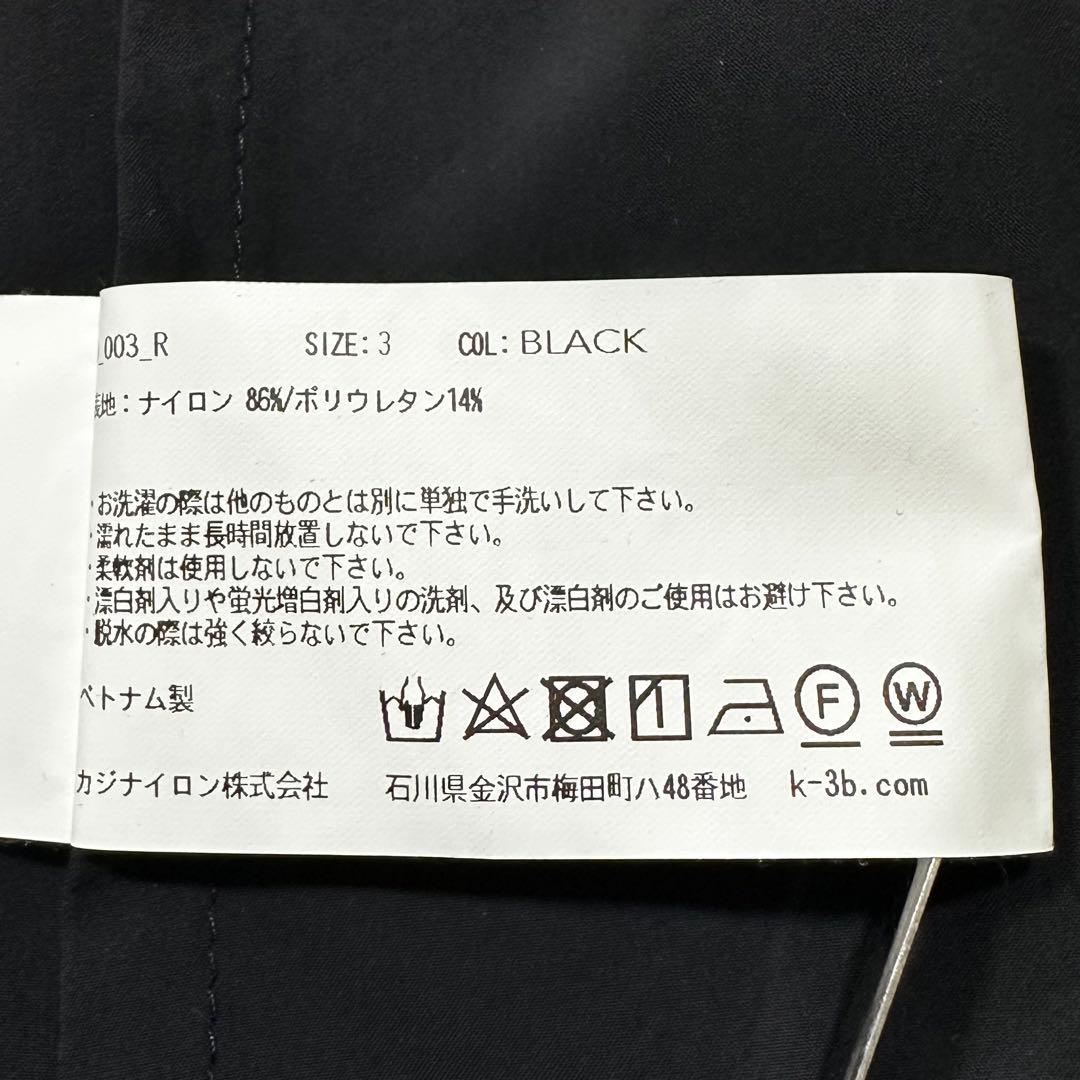 _003_R SIZE:3 COL:BLACK
表地:ナイロン 86%/ポリウレタン14%
・お洗濯の際は他のものとは別に単独で手洗いして下さい。
・濡れたまま長時間放置しないで下さい。
・柔軟剤は使用しないで下さい。
・漂白剤入りや蛍光増白剤入りの洗剤、及び漂白剤のご使用はお避け下さい。
・脱水の際は強く絞らないで下さい。
ベトナム製
F W
カジナイロン株式会社 石川県金沢市梅田町ハ48番地 k-3b.com